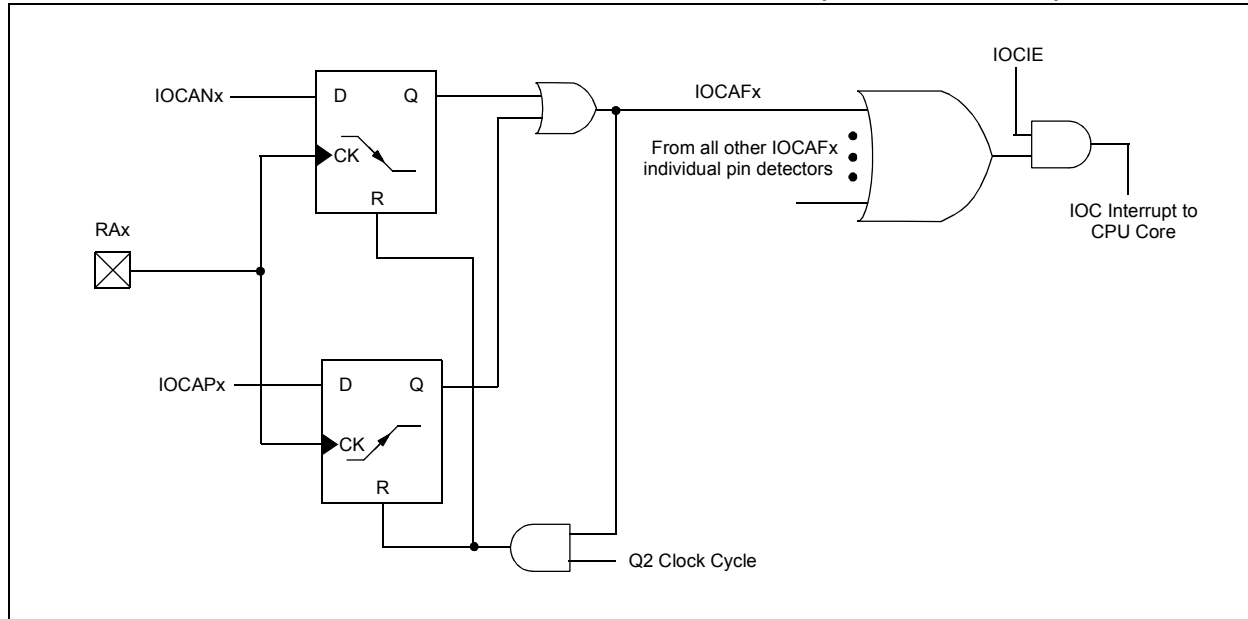 IOCIE
IOCANx
D
Q
IOCAFx
CK
From all other IOCAFx
individual pin detectors
R
IOC Interrupt to
CPU Core
RAx
IOCAPx
D
Q
CK
R
Q2 Clock Cycle